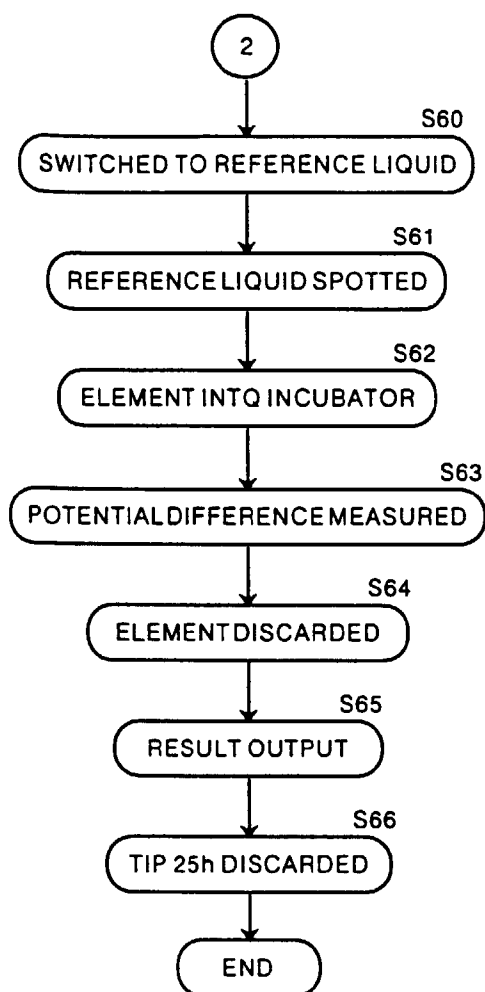 2
S60
SWITCHED TO REFERENCE LIQUID
S61
REFERENCE LIQUID SPOTTED
S62
ELEMENT INTQ INCUBATOR
S63
POTENTIAL DIFFERENCE MEASURED
S64
ELEMENT DISCARDED
S65
RESULT OUTPUT
S66
TIP 25h DISCARDED
END